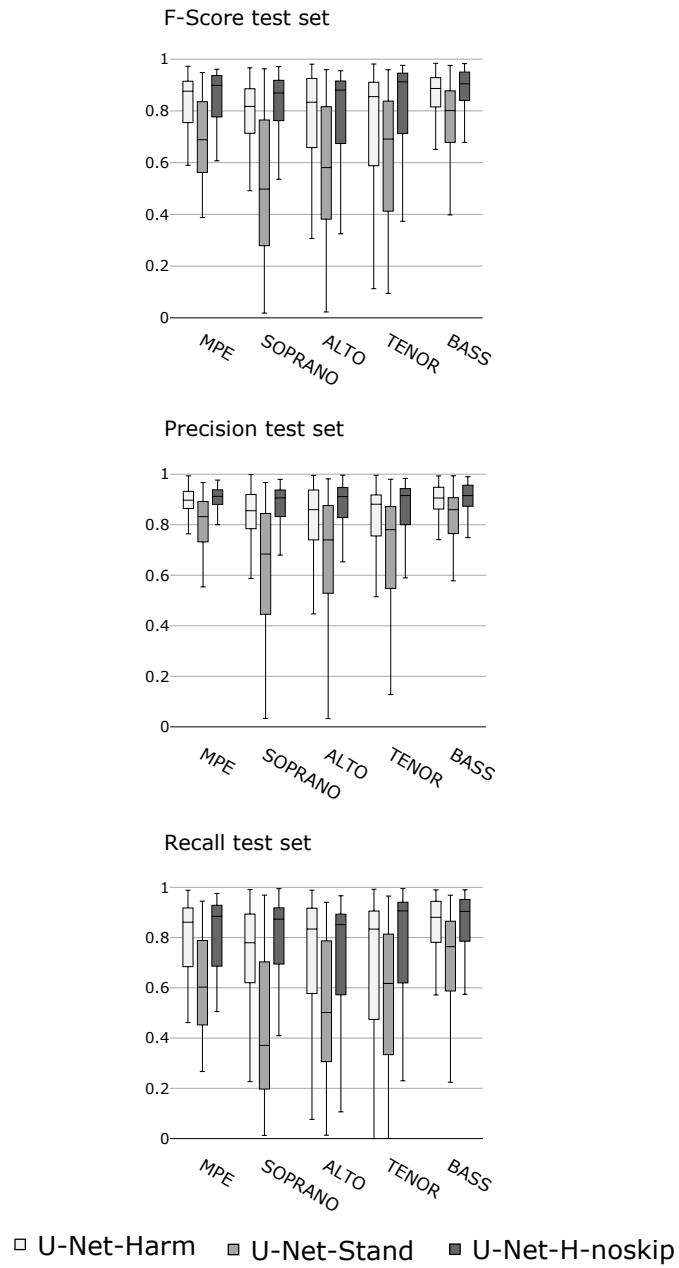 F-Score test set
1
0.8
0.6
0.4
0.2
0
MPE SOPRANO ALTO TENOR BASS
Precision test set
1
0.8
0.6
0.4
0.2
0
MPE SOPRANO ALTO TENOR BASS
Recall test set
1
0.8
0.6
0.4
0.2
0
MPE SOPRANO ALTO TENOR BASS
U-Net-Harm U-Net-Stand U-Net-H-noskip